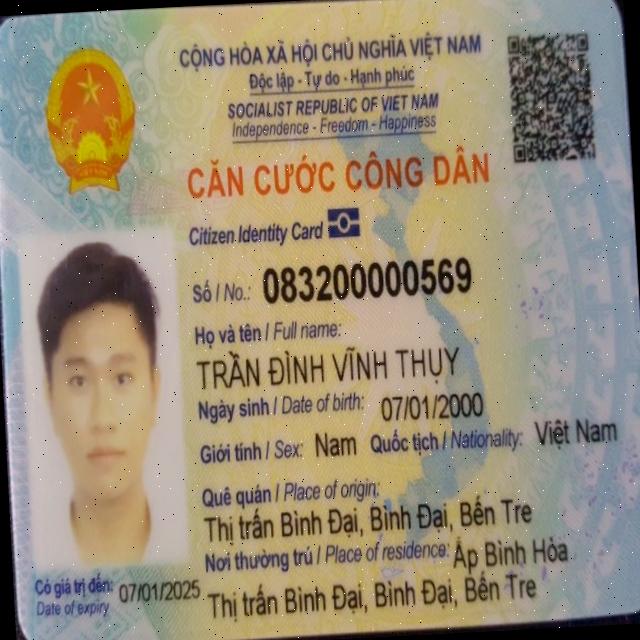 CỘNG HÒA XÃ HỘI CHỦ NGHĨA VIỆT NAM
Độc lập - Tự do - Hạnh phúc
SOCIALIST REPUBLIC OF VIET NAM
Independence - Freedom - Happiness
CĂN CƯỚC CÔNG DÂN
Citizen Identity Card
Số / No.: 083200000569
Họ và tên / Full name:
TRẦN ĐÌNH VĨNH THỤY
Ngày sinh / Date of birth: 07/01/2000
Giới tính / Sex: Nam Quốc tịch / Nationality: Việt Nam
Quê quán / Place of origin:
Thị trấn Bình Đại, Bình Đại, Bến Tre
Nơi thường trú / Place of residence: Ấp Bình Hòa
Thị trấn Bình Đại, Bình Đại, Bến Tre
Có giá trị đến: 07/01/2025
Date of expiry